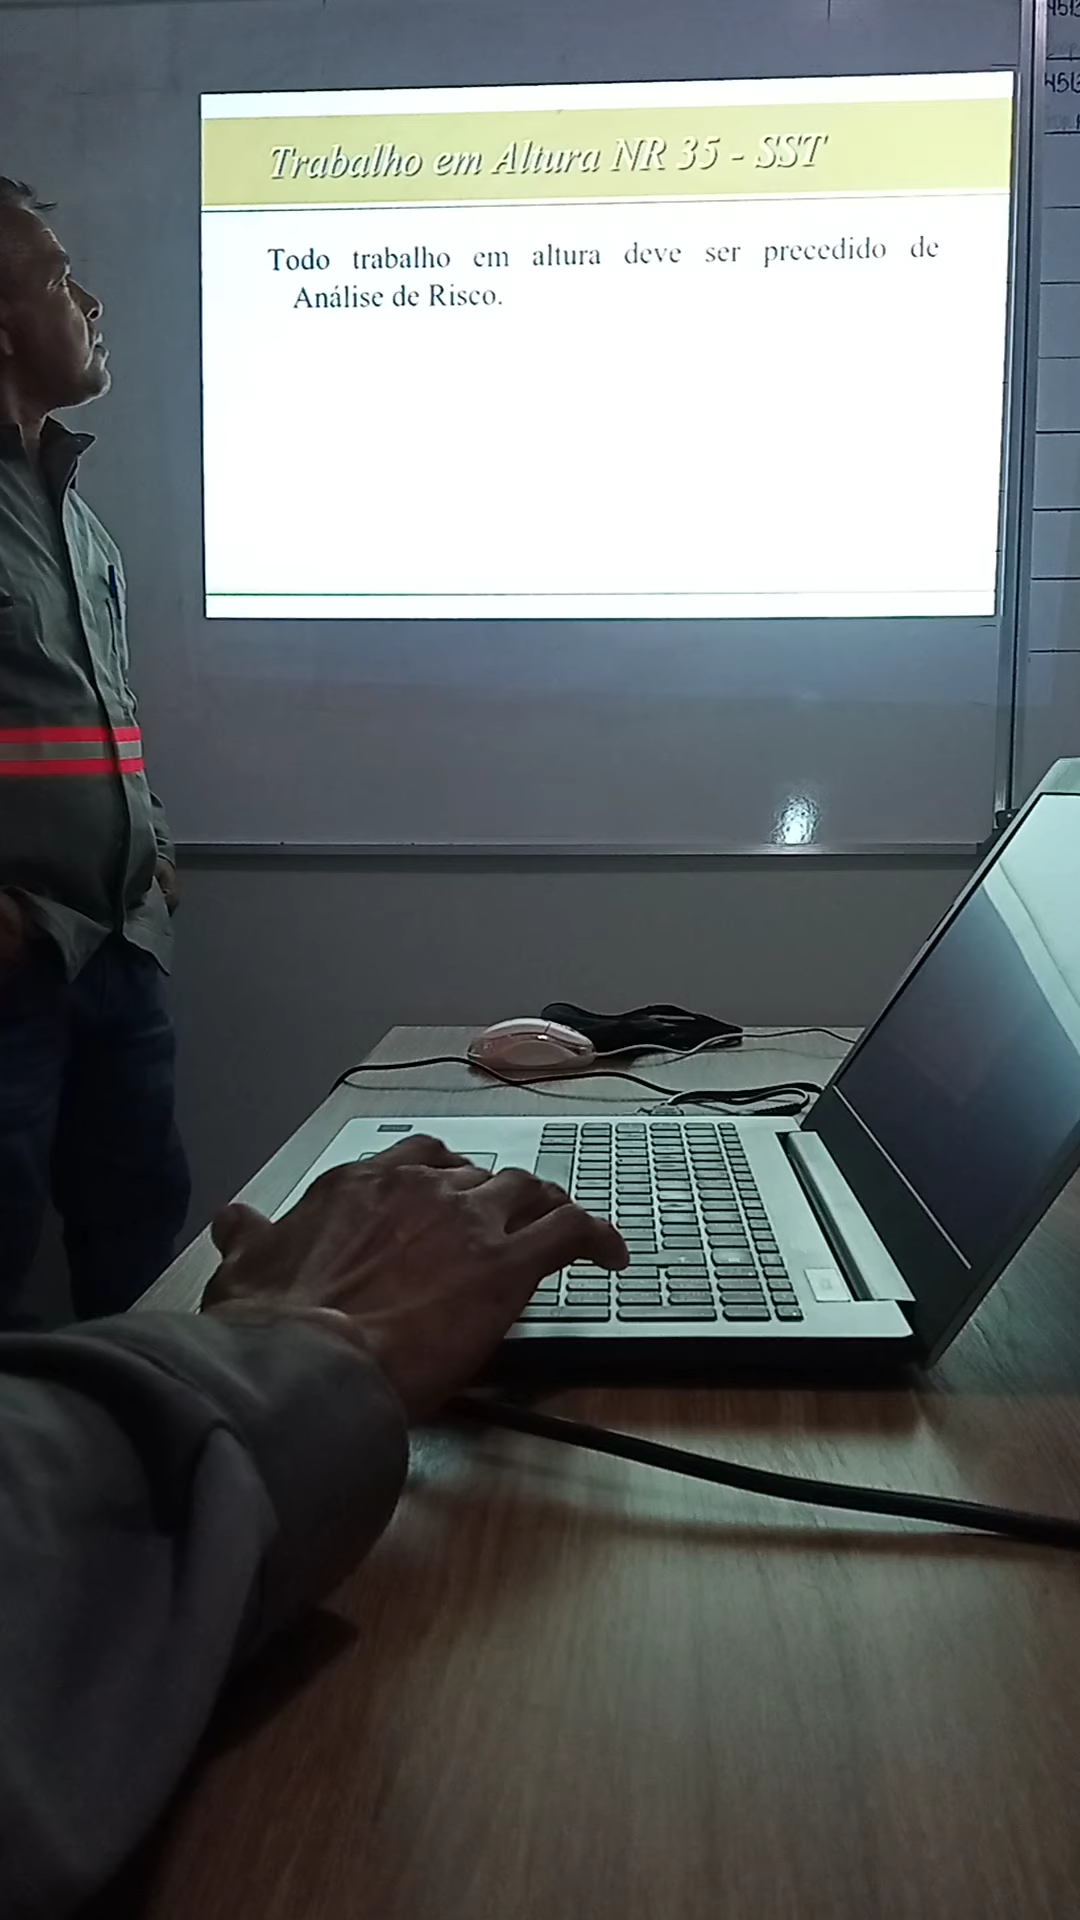 Trabalho em Altura NR 35 - SST
Todo trabalho em altura deve ser precedido de
Análise de Risco.